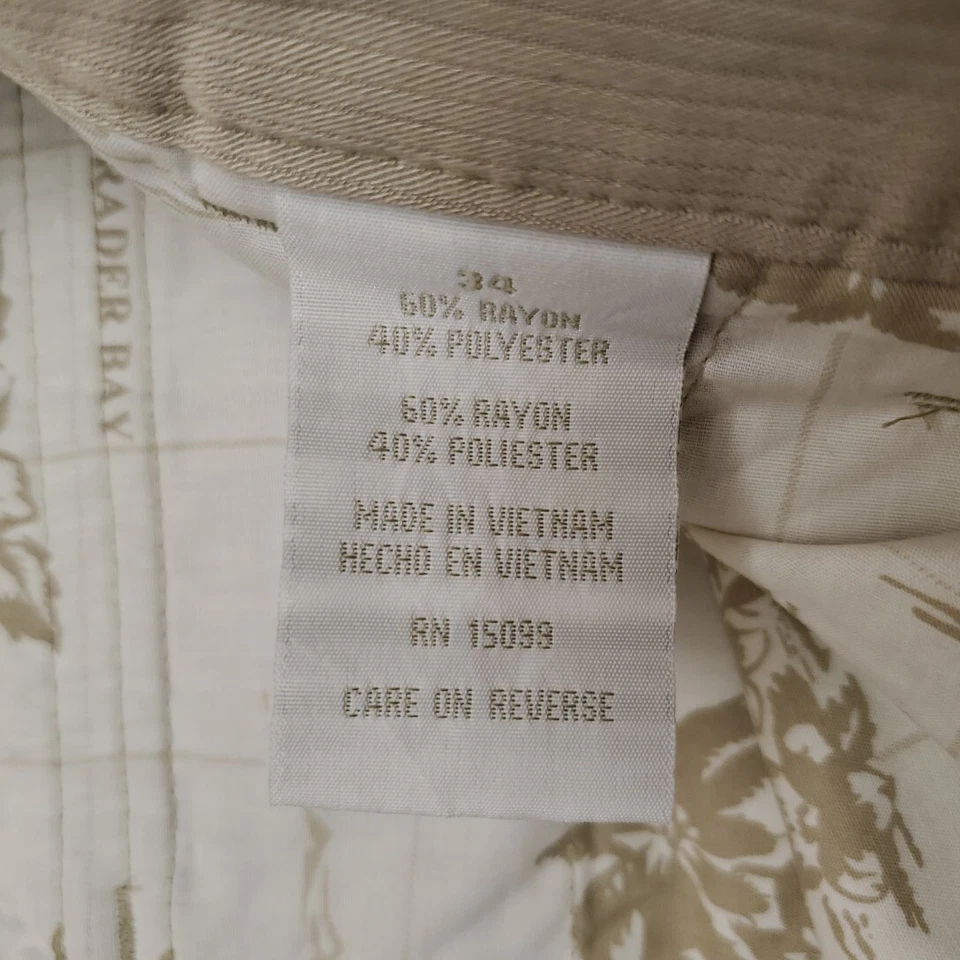 RADER BAY
34
60% RAYON
40% POLYESTER
60% RAYON
40% POLIESTER
MADE IN VIETNAM
HECHO EN VIETNAM
RN 15099
CARE ON REVERSE